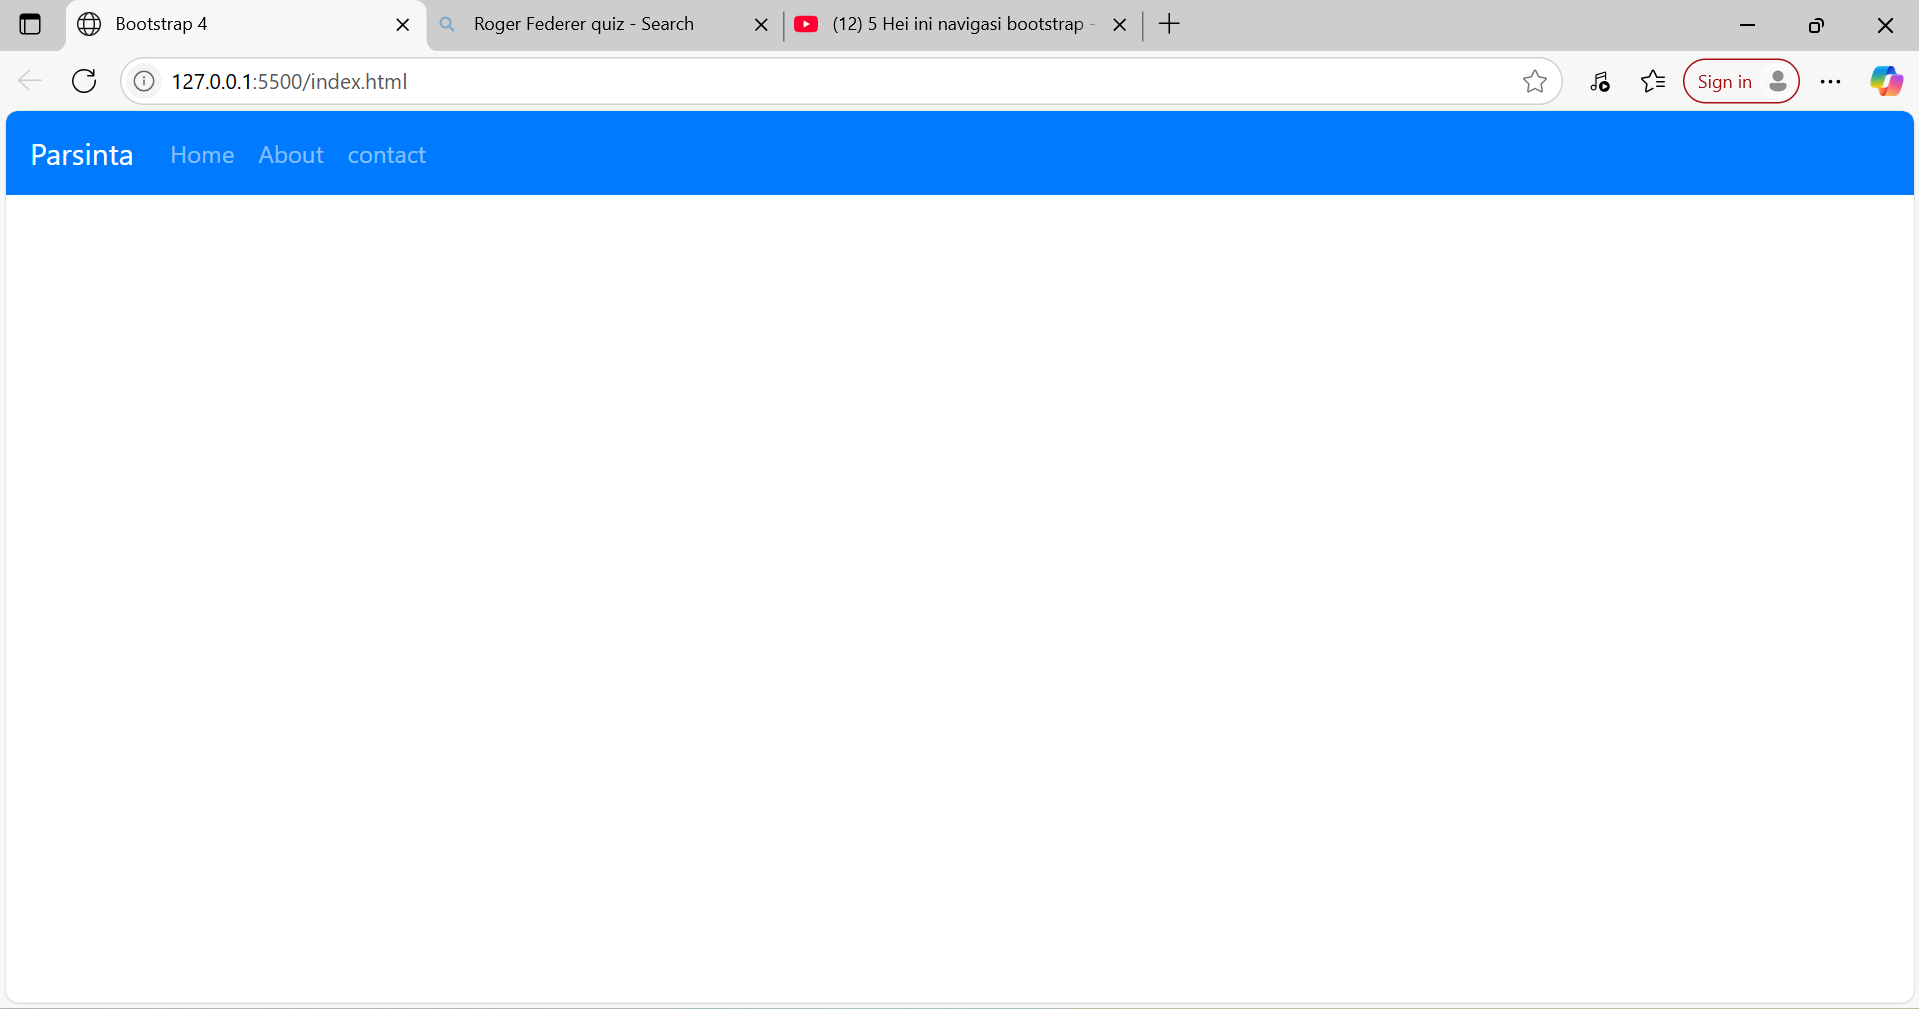 Bootstrap 4
Roger Federer quiz - Search
(12) 5 Hei ini navigasi bootstrap -
127.0.0.1:5500/index.html
Sign in
Parsinta
Home
About
contact